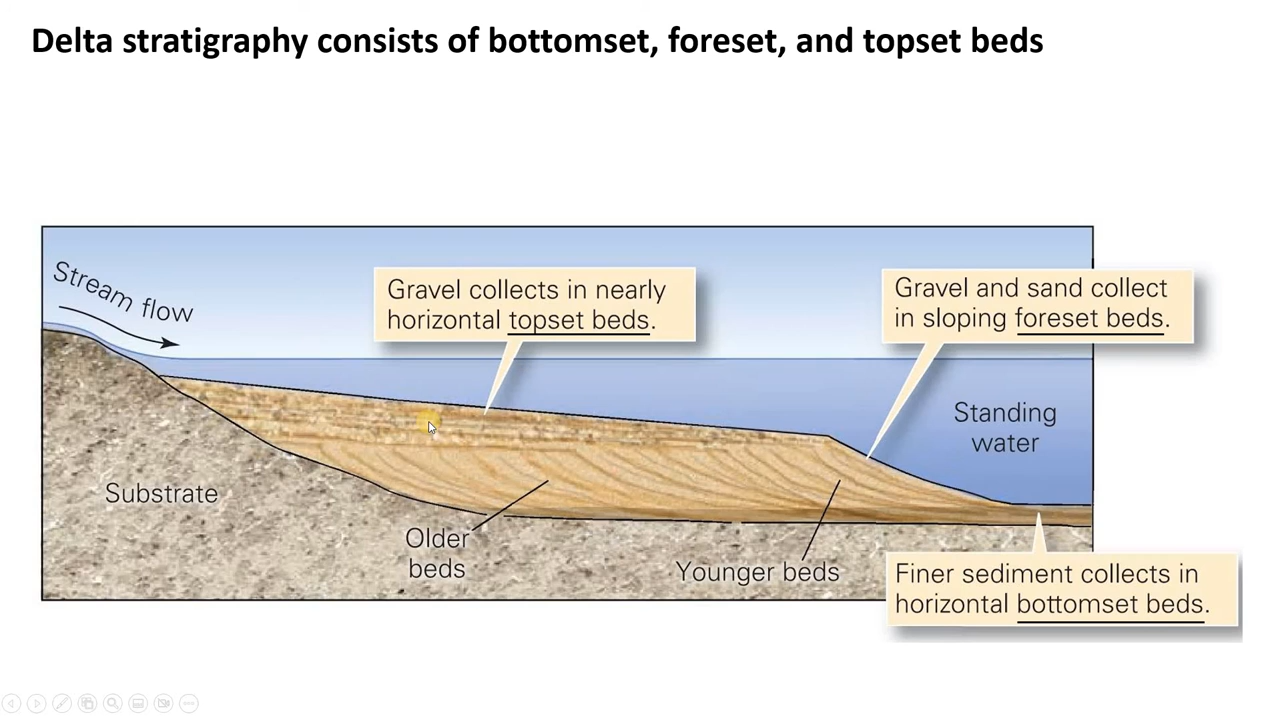 Delta stratigraphy consists of bottomset, foreset, and topset beds
Stream flow
Gravel collects in nearly
horizontal topset beds.
Gravel and sand collect
in sloping foreset beds.
Standing
water
Substrate
Older
beds
Younger beds
Finer sediment collects in
horizontal bottomset beds.